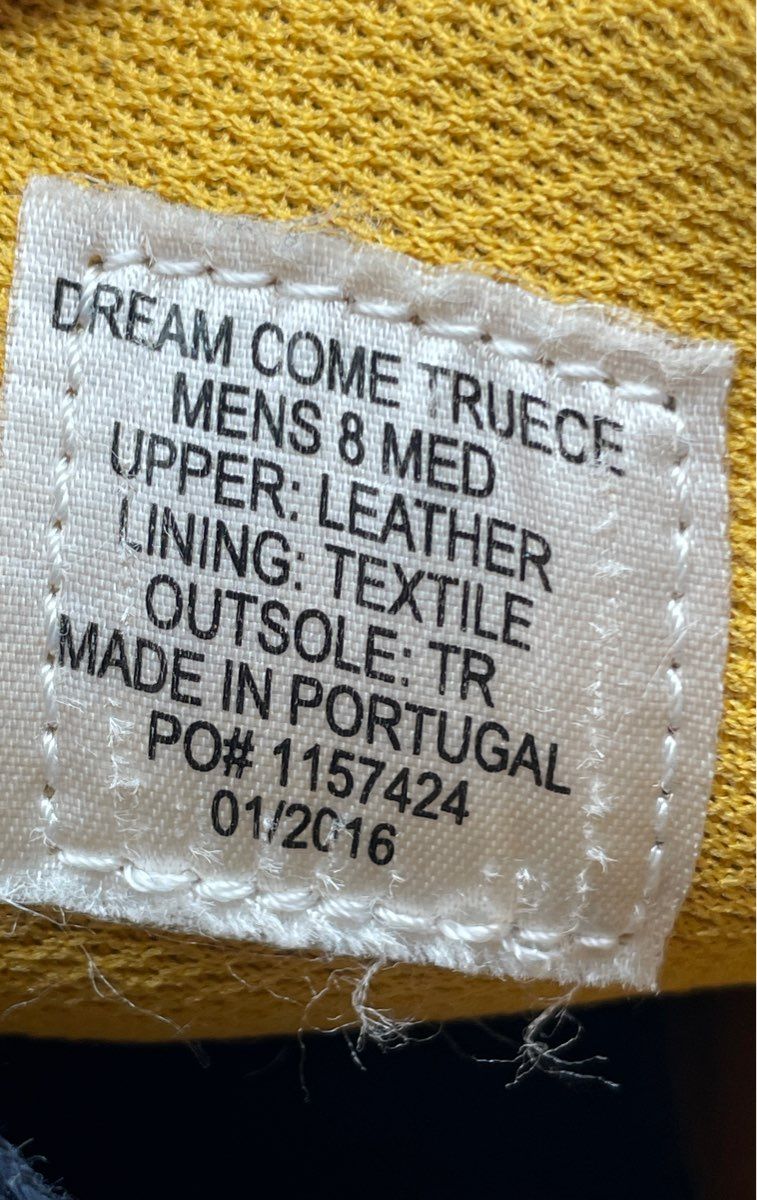 DREAM COME TRUECE
MENS 8 MED
UPPER: LEATHER
LINING: TEXTILE
OUTSOLE: TR
MADE IN PORTUGAL
PO# 1157424
01/2016